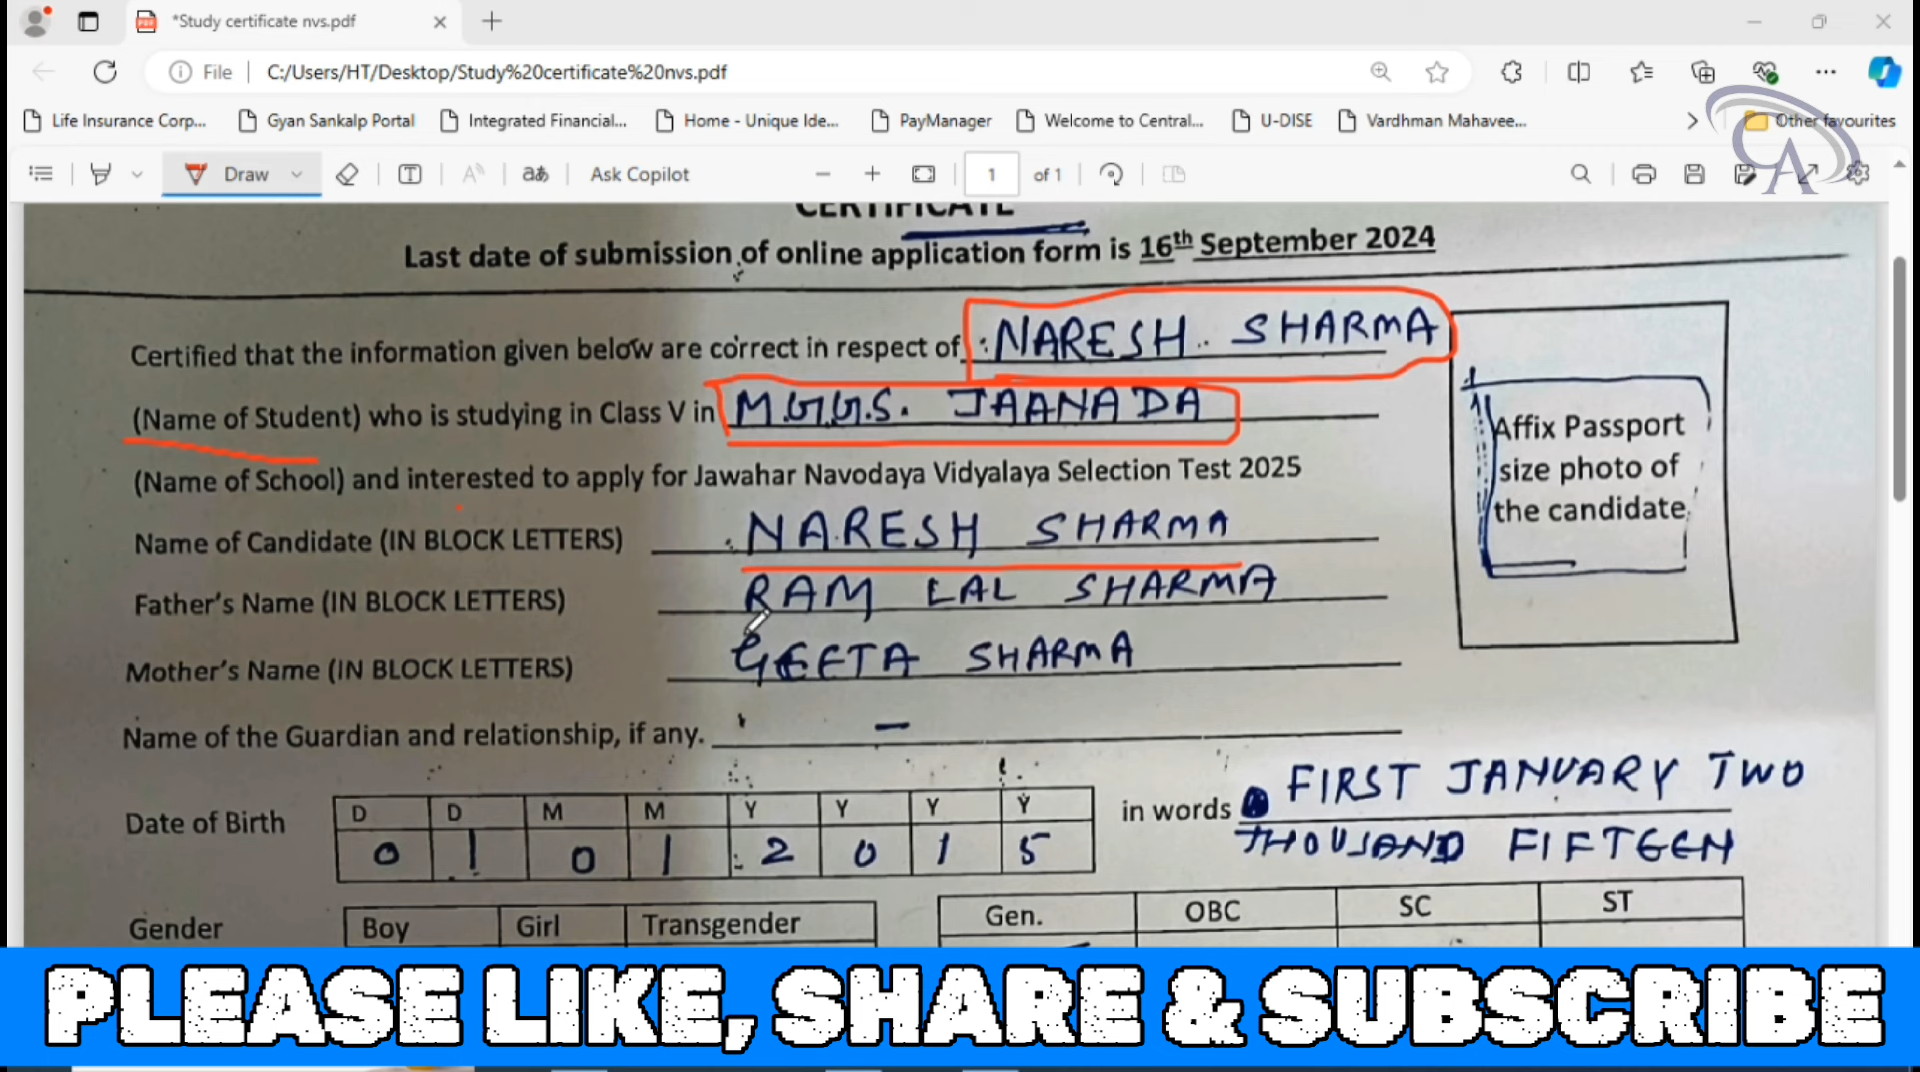 *Study certificate nvs.pdf
File C:/Users/HT/Desktop/Study%20certificate%20nvs.pdf
Life Insurance Corp... Gyan Sankalp Portal Integrated Financial... Home - Unique Ide... PayManager Welcome to Central... U-DISE Vardhman Mahavee... Other favourites
Draw Ask Copilot 1 of 1
CA
CERTIFICATE
Last date of submission of online application form is 16th September 2024
Certified that the information given below are correct in respect of NARESH SHARMA
(Name of Student) who is studying in Class V in M.G.G.S. JAANADA
(Name of School) and interested to apply for Jawahar Navodaya Vidyalaya Selection Test 2025
Name of Candidate (IN BLOCK LETTERS) NARESH SHARMA
Father's Name (IN BLOCK LETTERS) RAM LAL SHARMA
Mother's Name (IN BLOCK LETTERS) GEETA SHARMA
Name of the Guardian and relationship, if any. -
Affix Passport
size photo of
the candidate
Date of Birth D D M M Y Y Y Y in words FIRST JANUARY TWO
0 1 0 1 2 0 1 5 THOUSAND FIFTEEN
Gender Boy Girl Transgender Gen. OBC SC ST
PLEASE LIKE, SHARE & SUBSCRIBE